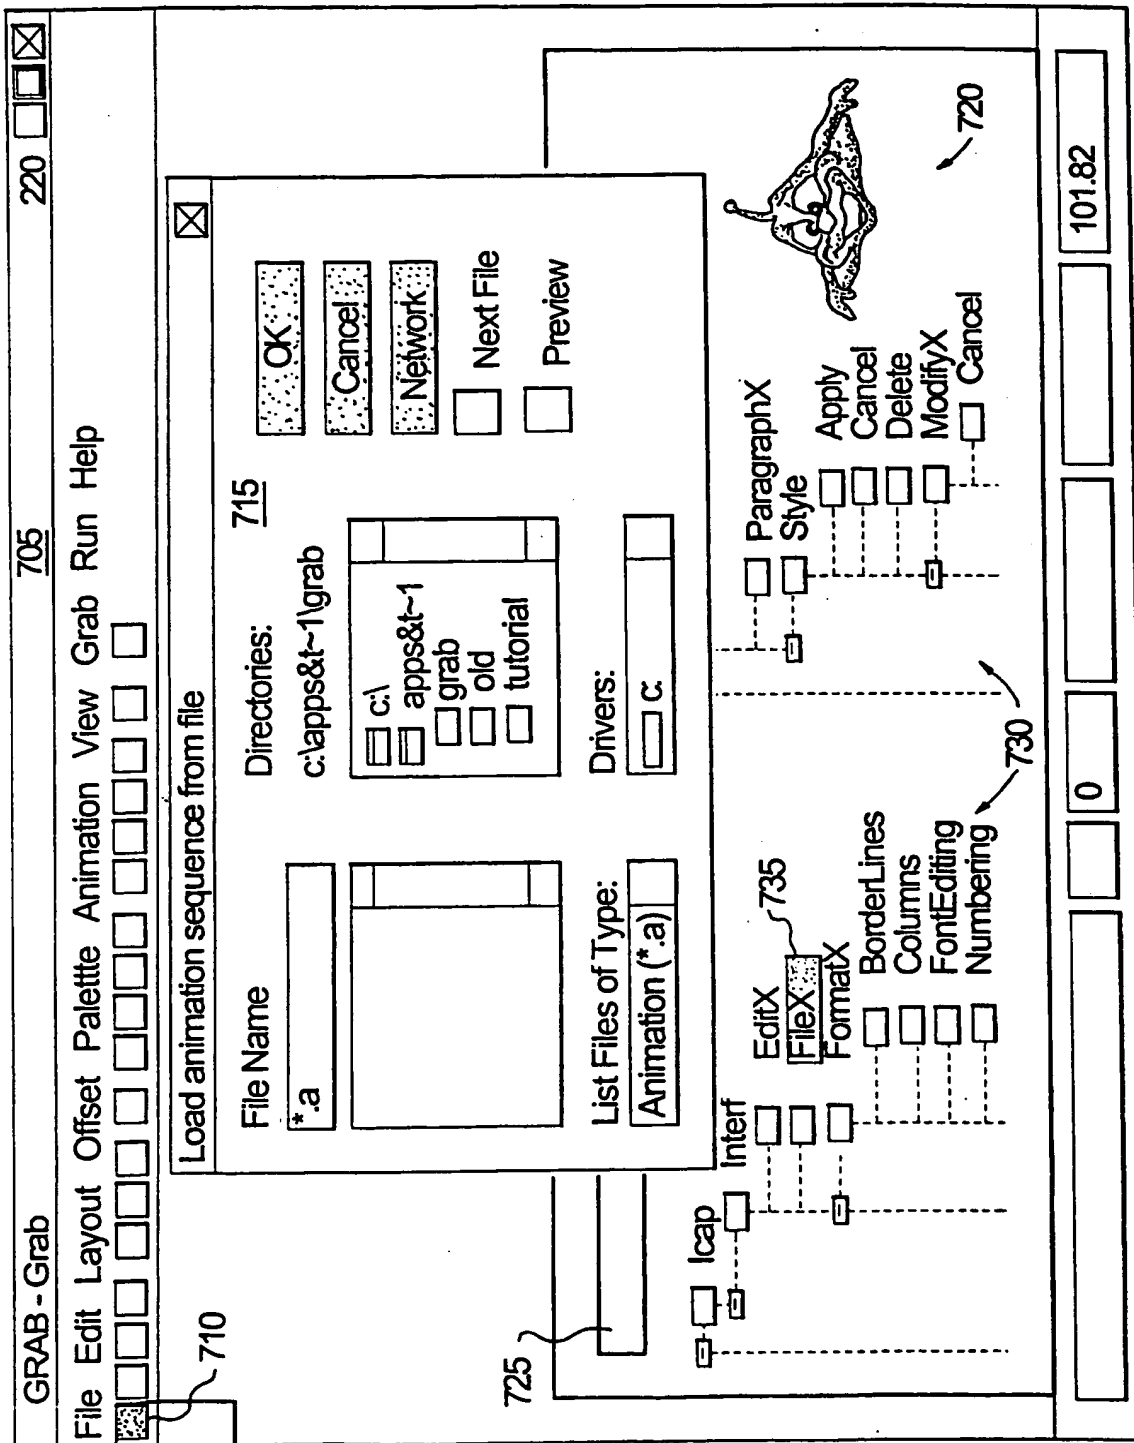 GRAB - Grab
705
220
File Edit Layout Offset Palettte Animation View Grab Run Help
710
Load animation sequence from file
File Name
*.a
Directories:
c:\apps&t~1\grab
715
c:\
apps&t~1
grab
old
tutorial
OK
Cancel
Network
Next File
Preview
List Files of Type:
Animation (*.a)
Drivers:
c.
725
Icap
Interf
EditX
FileX
735
FormatX
BorderLines
Columns
FontEditing
Numbering
730
ParagraphX
Style
Apply
Cancel
Delete
ModifyX
Cancel
720
0
101.82